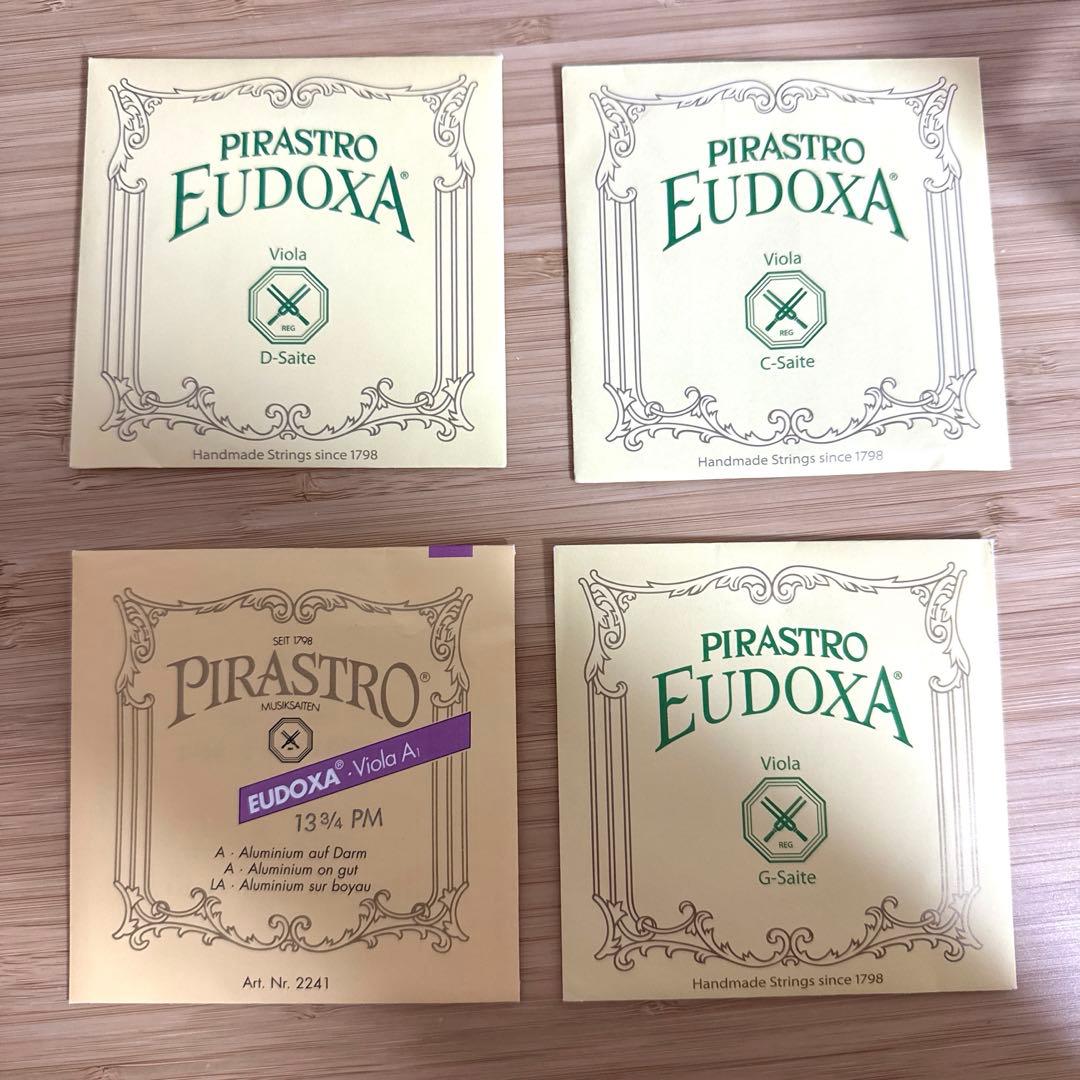 PIRASTRO
EUDOXA®
Viola
REG
D-Saite
Handmade Strings since 1798
PIRASTRO
EUDOXA®
Viola
REG
C-Saite
Handmade Strings since 1798
SEIT 1798
PIRASTRO®
MUSIKSAITEN
EUDOXA® · Viola A1
13 3/4 PM
A · Aluminium auf Darm
A · Aluminium on gut
LA · Aluminium sur boyau
Art. Nr. 2241
PIRASTRO
EUDOXA®
Viola
REG
G-Saite
Handmade Strings since 1798